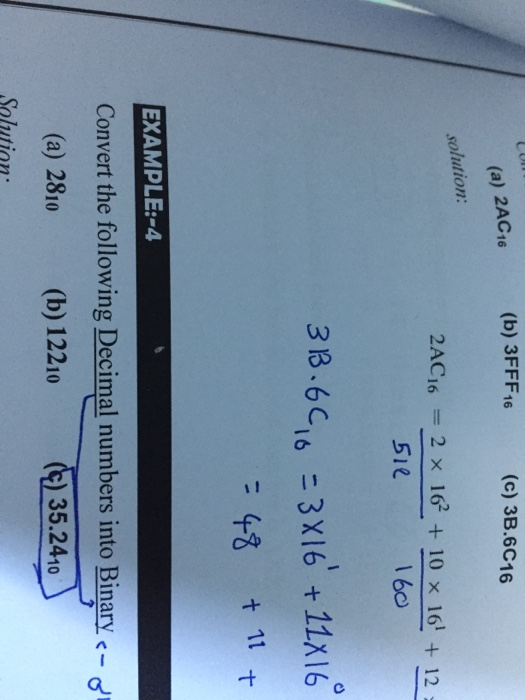 (a) 2AC16 (b) 3FFF16 (c) 3B.6C16
solution:
2AC16 = 2 × 16² + 10 × 16¹ + 12
512 160
3B.6C16 = 3X16¹ + 11X16⁰
= 48 + 11 +
EXAMPLE:-4
Convert the following Decimal numbers into Binary <-
(a) 2810 (b) 12210 (c) 35.2410
Solution: